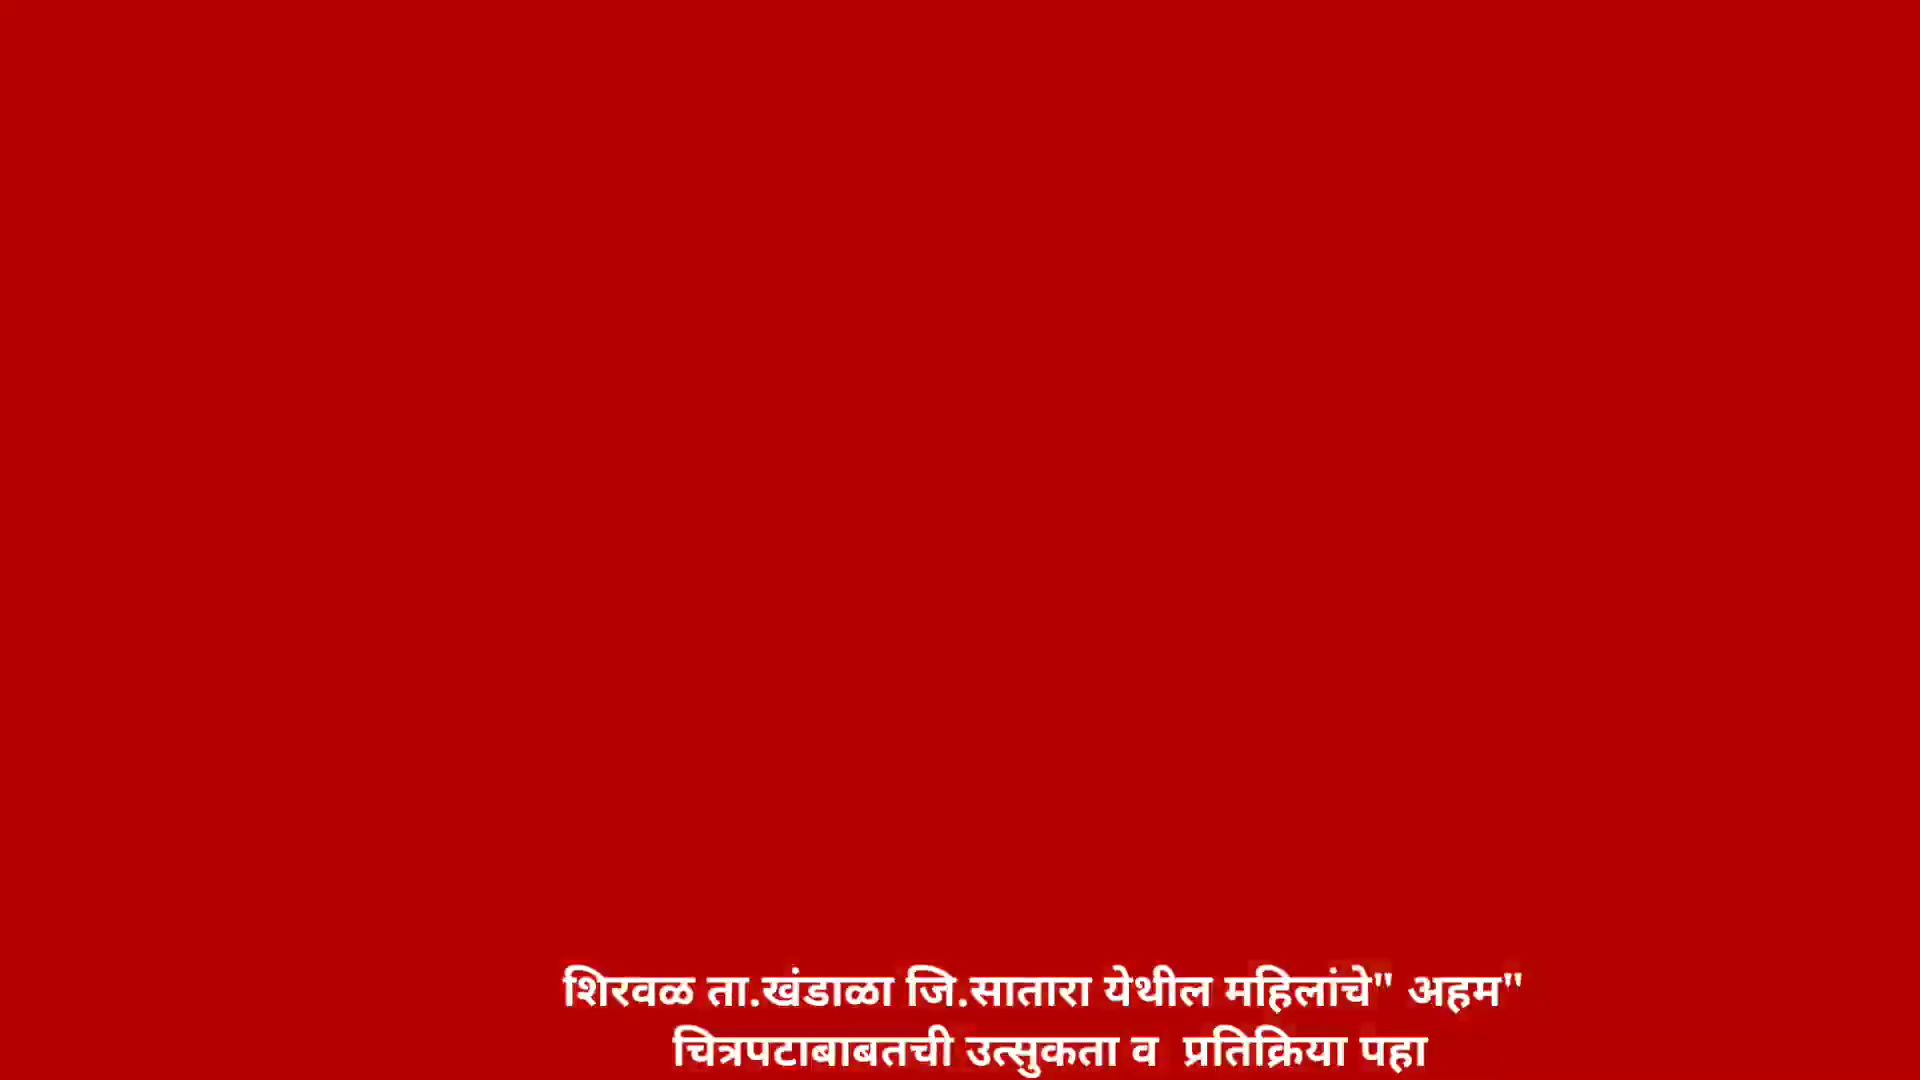 शिरवळ ता.खंडाळा जि.सातारा येथील महिलांचे" अहम"
चित्रपटाबाबतची उत्सुकता व  प्रतिक्रिया पहा